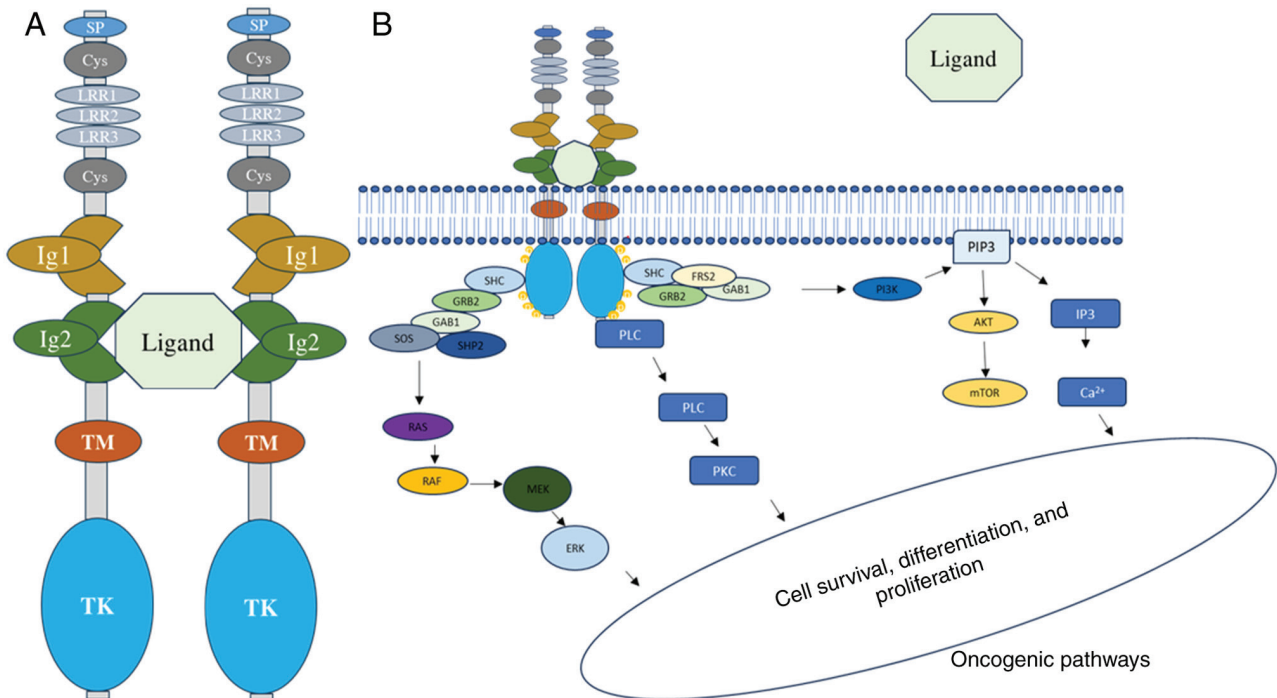 A
SP
SP
Cys
Cys
LRR1
LRR1
LRR2
LRR2
LRR3
LRR3
Cys
Cys
Ig1
Ig1
Ig2
Ligand
Ig2
TM
TM
TK
TK
B
Ligand
SHC
GRB2
GAB1
SOS
SHP2
RAS
RAF
MEK
ERK
SHC
FRS2
GRB2
GAB1
PLC
PLC
PKC
PI3K
PIP3
AKT
mTOR
IP3
Ca²⁺
Cell survival, differentiation, and
proliferation
Oncogenic pathways